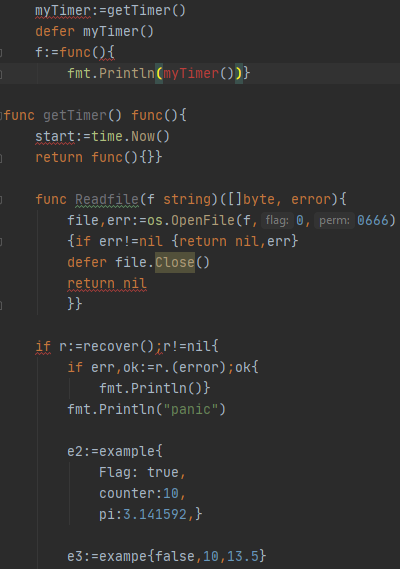 myTimer:=getTimer()
defer myTimer()
f:=func(){
fmt.Println(myTimer())}
func getTimer() func(){
start:=time.Now()
return func(){}}
func Readfile(f string)([]byte, error){
file,err:=os.OpenFile(f, flag: 0, perm: 0666)
{if err!=nil {return nil,err}
defer file.Close()
return nil
}}
if r:=recover();r!=nil{
if err,ok:=r.(error);ok{
fmt.Println()}
fmt.Println("panic")
e2:=example{
Flag: true,
counter:10,
pi:3.141592,}
e3:=exampe{false,10,13.5}